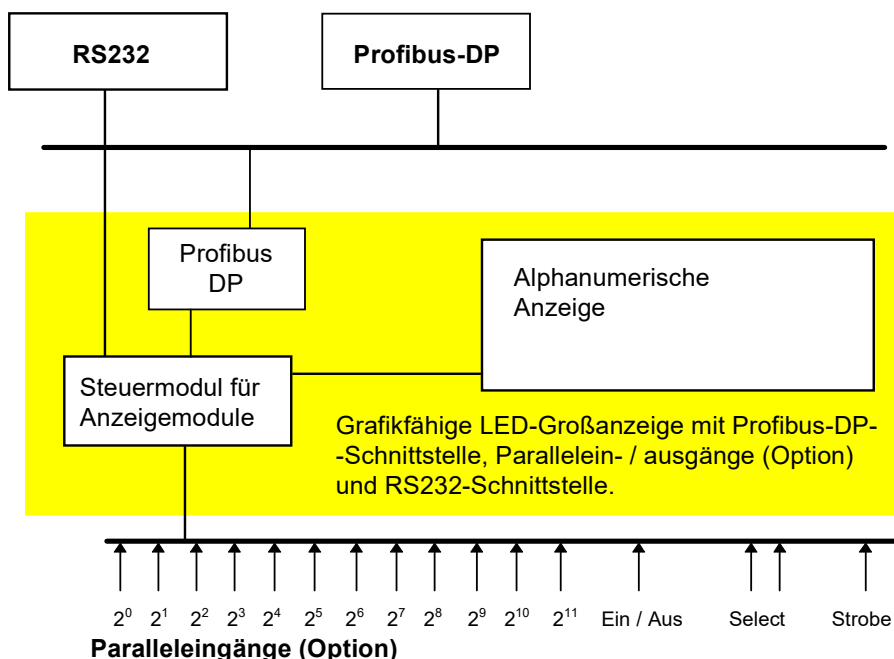 RS232
Profibus-DP
Profibus
DP
Alphanumerische
Anzeige
Steuermodul für
Anzeigemodule
Grafikfähige LED-Großanzeige mit Profibus-DP-
-Schnittstelle, Parallelein- / ausgänge (Option)
und RS232-Schnittstelle.
2⁰ 2¹ 2² 2³ 2⁴ 2⁵ 2⁶ 2⁷ 2⁸ 2⁹ 2¹⁰ 2¹¹ Ein / Aus Select Strobe
Paralleleingänge (Option)